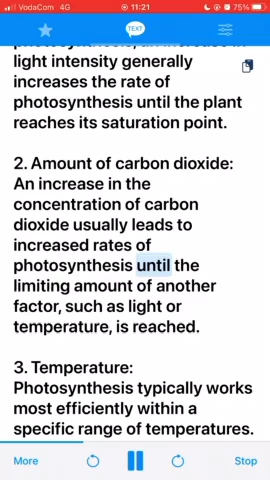 VodaCom 4G 11:21 75%
TEXT
light intensity generally
increases the rate of
photosynthesis until the plant
reaches its saturation point.
2. Amount of carbon dioxide:
An increase in the
concentration of carbon
dioxide usually leads to
increased rates of
photosynthesis until the
limiting amount of another
factor, such as light or
temperature, is reached.
3. Temperature:
Photosynthesis typically works
most efficiently within a
specific range of temperatures.
More Stop